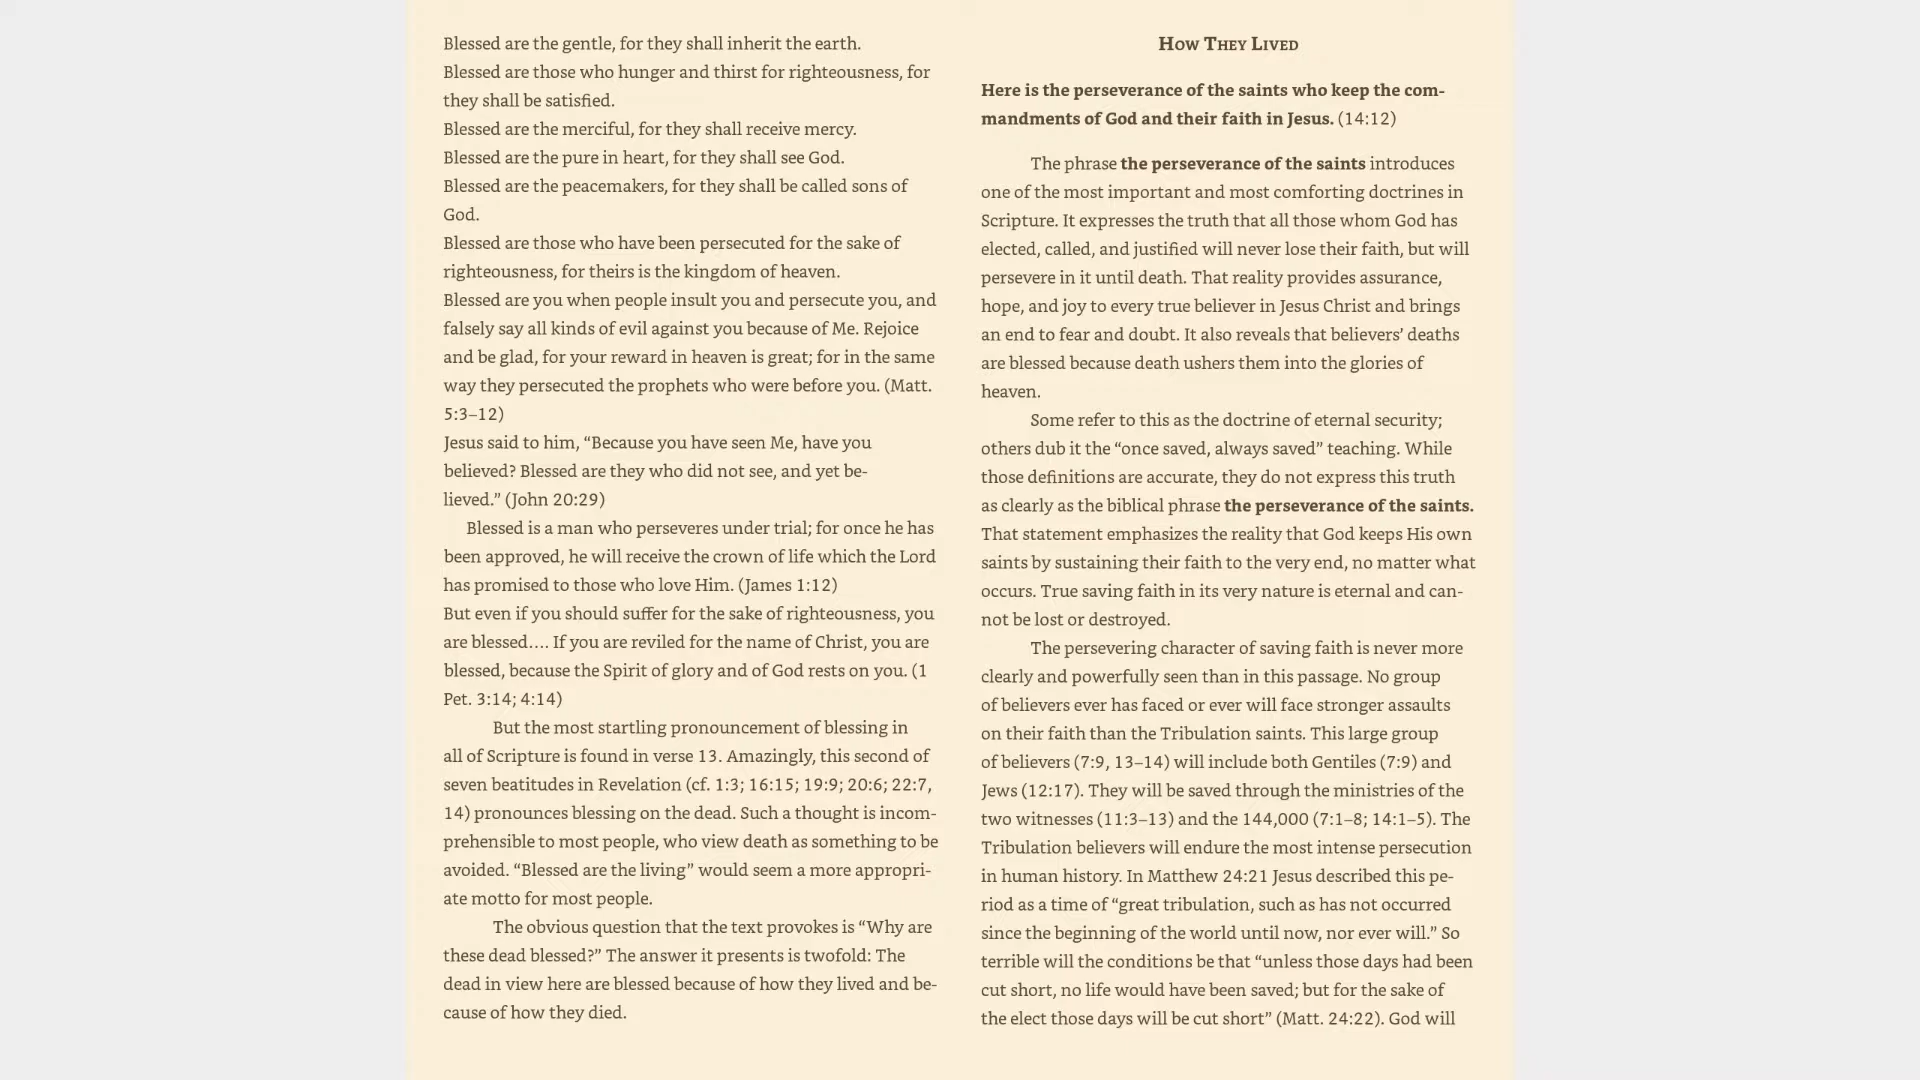 Blessed are the gentle, for they shall inherit the earth.
Blessed are those who hunger and thirst for righteousness, for
they shall be satisfied.
Blessed are the merciful, for they shall receive mercy.
Blessed are the pure in heart, for they shall see God.
Blessed are the peacemakers, for they shall be called sons of
God.
Blessed are those who have been persecuted for the sake of
righteousness, for theirs is the kingdom of heaven.
Blessed are you when people insult you and persecute you, and
falsely say all kinds of evil against you because of Me. Rejoice
and be glad, for your reward in heaven is great; for in the same
way they persecuted the prophets who were before you. (Matt.
5:3–12)
Jesus said to him, “Because you have seen Me, have you
believed? Blessed are they who did not see, and yet be-
lieved.” (John 20:29)
Blessed is a man who perseveres under trial; for once he has
been approved, he will receive the crown of life which the Lord
has promised to those who love Him. (James 1:12)
But even if you should suffer for the sake of righteousness, you
are blessed.… If you are reviled for the name of Christ, you are
blessed, because the Spirit of glory and of God rests on you. (1
Pet. 3:14; 4:14)
But the most startling pronouncement of blessing in
all of Scripture is found in verse 13. Amazingly, this second of
seven beatitudes in Revelation (cf. 1:3; 16:15; 19:9; 20:6; 22:7,
14) pronounces blessing on the dead. Such a thought is incom-
prehensible to most people, who view death as something to be
avoided. “Blessed are the living” would seem a more appropri-
ate motto for most people.
The obvious question that the text provokes is “Why are
these dead blessed?” The answer it presents is twofold: The
dead in view here are blessed because of how they lived and be-
cause of how they died.
How They Lived
Here is the perseverance of the saints who keep the com-
mandments of God and their faith in Jesus. (14:12)
The phrase the perseverance of the saints introduces
one of the most important and most comforting doctrines in
Scripture. It expresses the truth that all those whom God has
elected, called, and justified will never lose their faith, but will
persevere in it until death. That reality provides assurance,
hope, and joy to every true believer in Jesus Christ and brings
an end to fear and doubt. It also reveals that believers’ deaths
are blessed because death ushers them into the glories of
heaven.
Some refer to this as the doctrine of eternal security;
others dub it the “once saved, always saved” teaching. While
those definitions are accurate, they do not express this truth
as clearly as the biblical phrase the perseverance of the saints.
That statement emphasizes the reality that God keeps His own
saints by sustaining their faith to the very end, no matter what
occurs. True saving faith in its very nature is eternal and can-
not be lost or destroyed.
The persevering character of saving faith is never more
clearly and powerfully seen than in this passage. No group
of believers ever has faced or ever will face stronger assaults
on their faith than the Tribulation saints. This large group
of believers (7:9, 13–14) will include both Gentiles (7:9) and
Jews (12:17). They will be saved through the ministries of the
two witnesses (11:3–13) and the 144,000 (7:1–8; 14:1–5). The
Tribulation believers will endure the most intense persecution
in human history. In Matthew 24:21 Jesus described this pe-
riod as a time of “great tribulation, such as has not occurred
since the beginning of the world until now, nor ever will.” So
terrible will the conditions be that “unless those days had been
cut short, no life would have been saved; but for the sake of
the elect those days will be cut short” (Matt. 24:22). God will